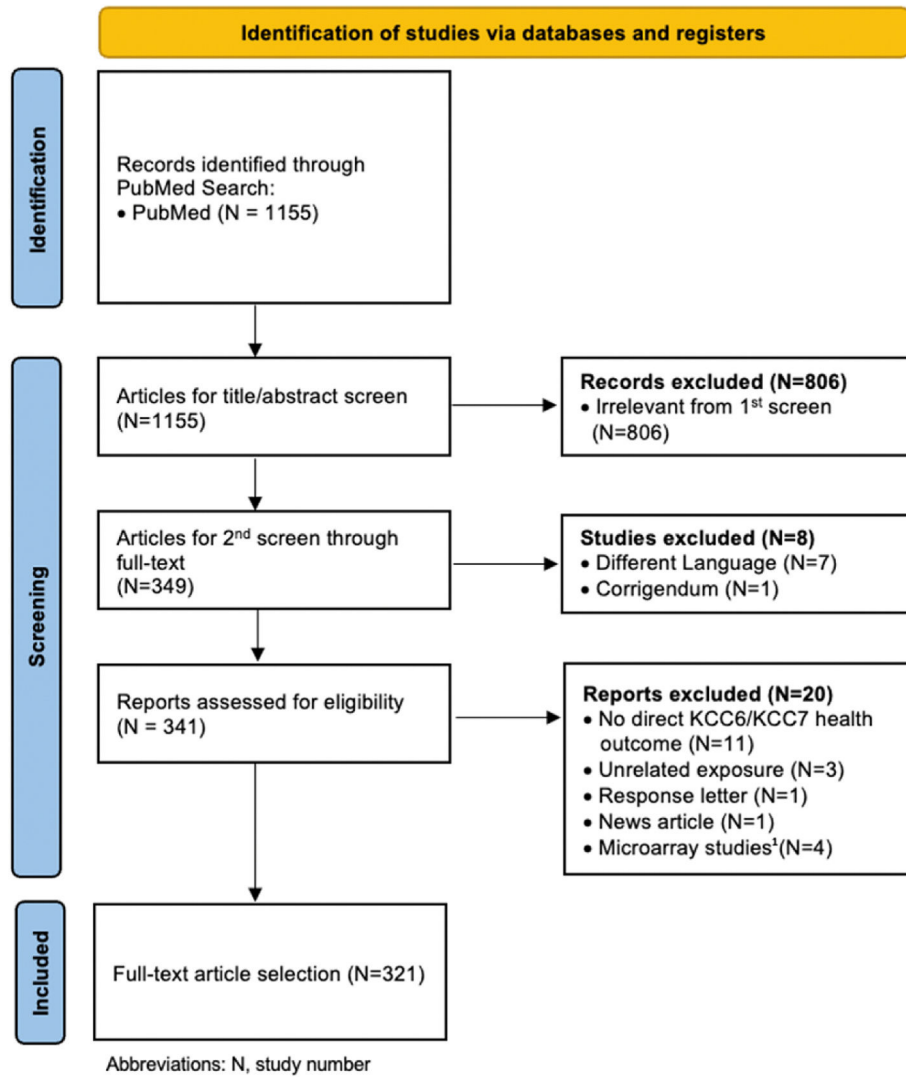 Identification of studies via databases and registers
Identification
Records identified through
PubMed Search:
• PubMed (N = 1155)
Screening
Articles for title/abstract screen
(N=1155)
Records excluded (N=806)
• Irrelevant from 1st screen
(N=806)
Articles for 2nd screen through
full-text
(N=349)
Studies excluded (N=8)
• Different Language (N=7)
• Corrigendum (N=1)
Reports assessed for eligibility
(N = 341)
Reports excluded (N=20)
• No direct KCC6/KCC7 health
outcome (N=11)
• Unrelated exposure (N=3)
• Response letter (N=1)
• News article (N=1)
• Microarray studies¹(N=4)
Included
Full-text article selection (N=321)
Abbreviations: N, study number